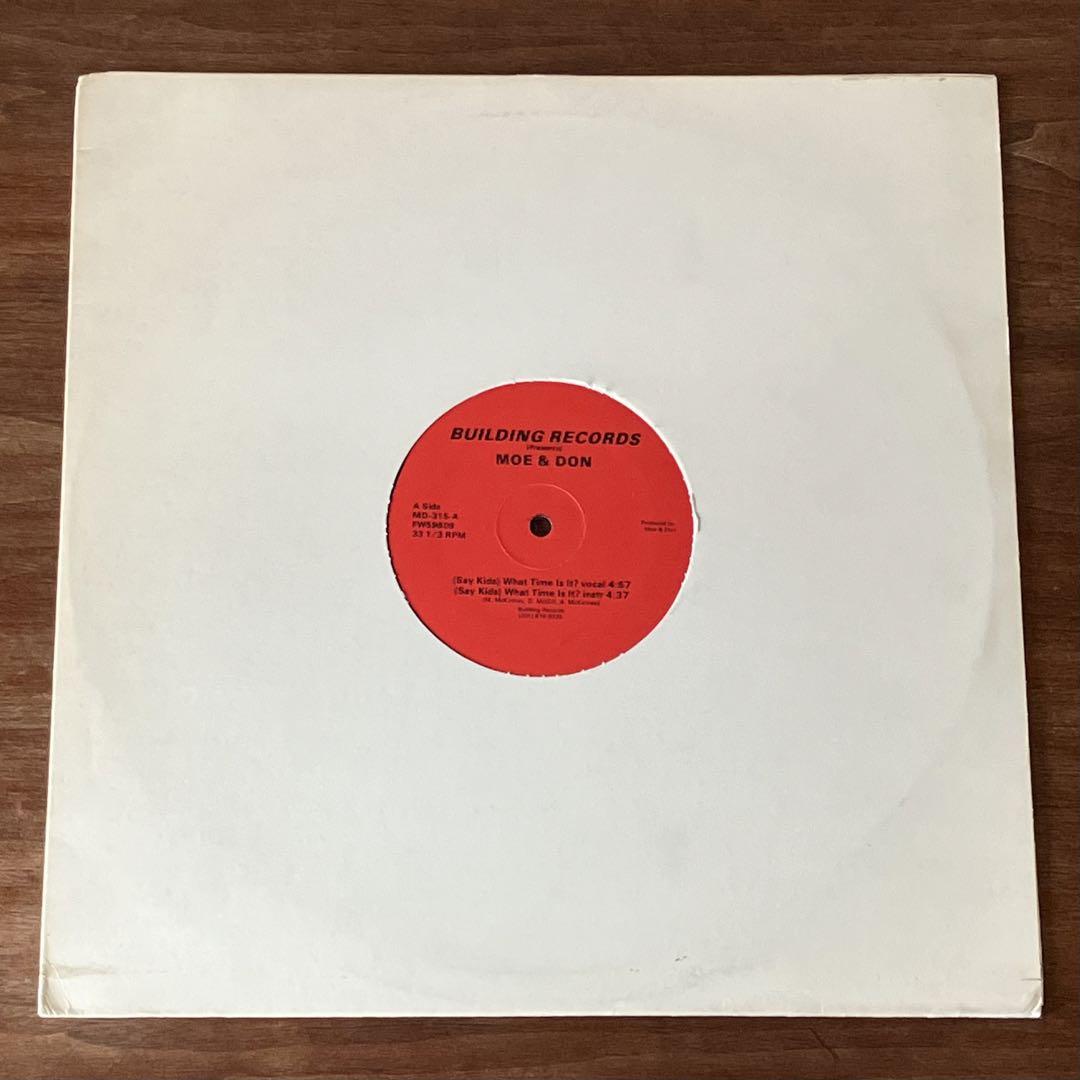 BUILDING RECORDS
(Presents)
MOE & DON
A Side
MD-315-A
33 1/3 RPM
Produced by
Moe & Don
(Say Kids) What Time Is It? vocal 4:57
(Say Kids) What Time Is It? instr 4.37
Building Records